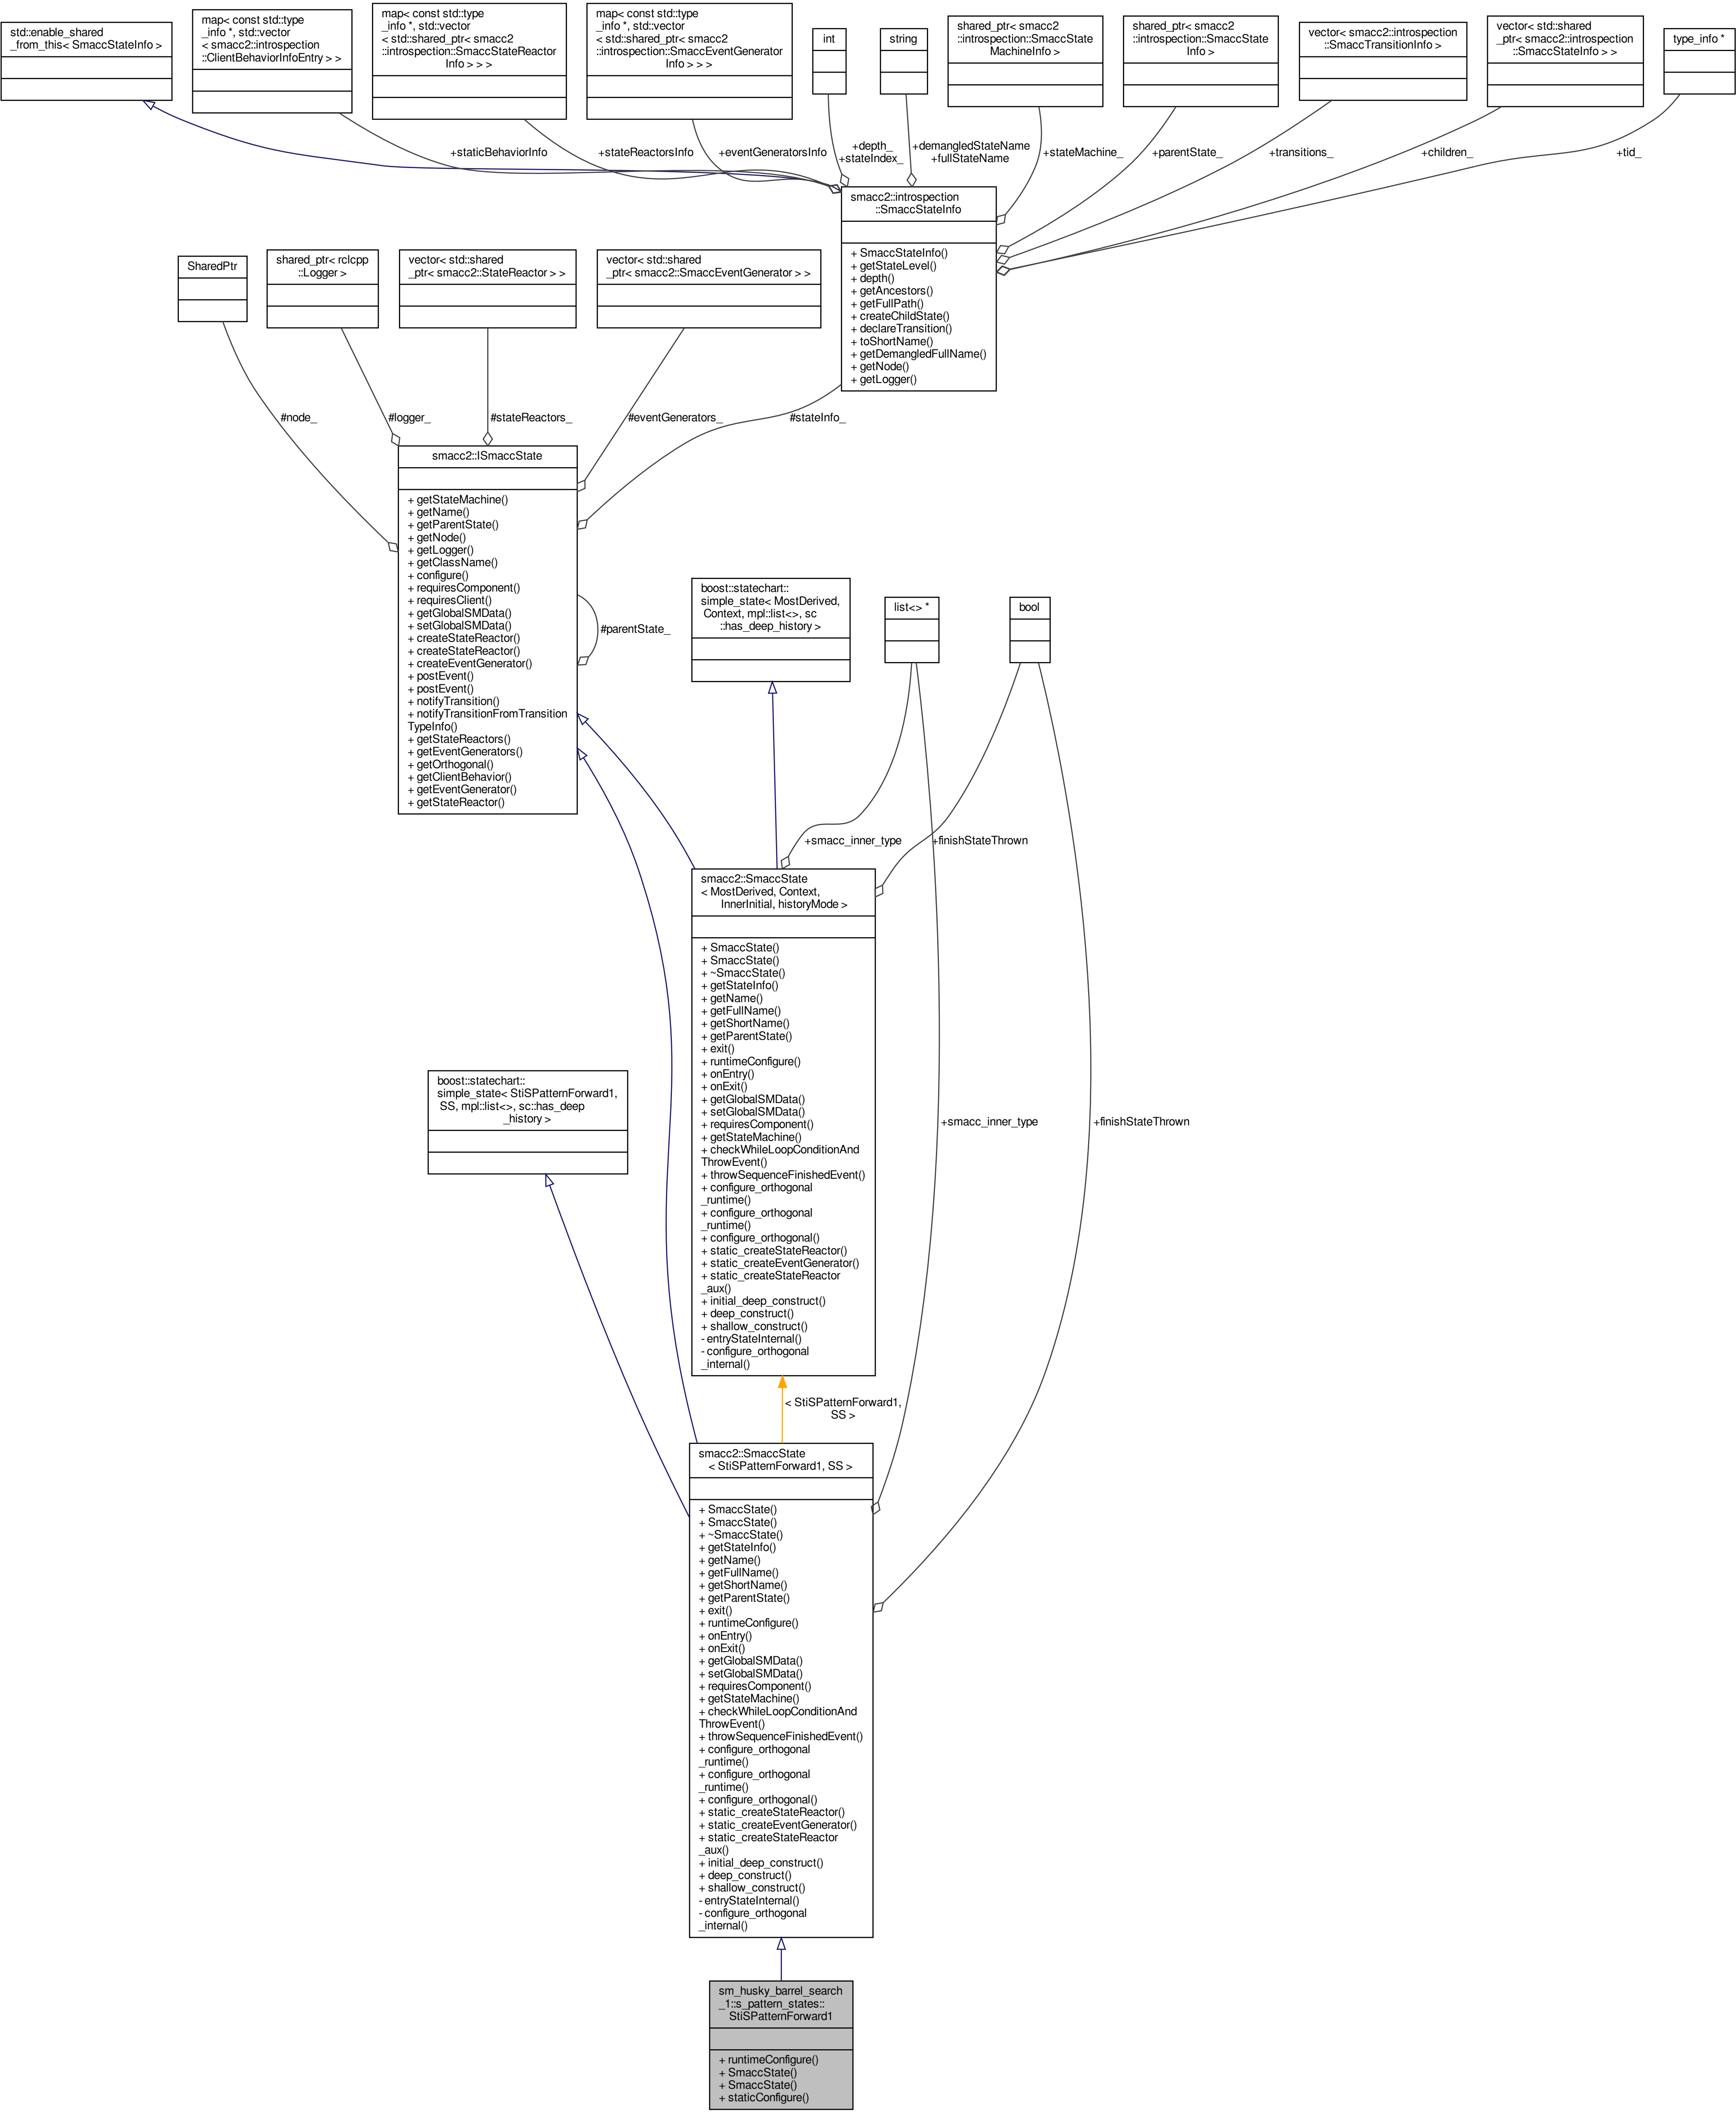 std::enable_shared
_from_this< SmaccStateInfo >
map< const std::type
_info *, std::vector
< smacc2::introspection
::ClientBehaviorInfoEntry > >
map< const std::type
_info *, std::vector
< std::shared_ptr< smacc2
::introspection::SmaccStateReactor
Info > > >
map< const std::type
_info *, std::vector
< std::shared_ptr< smacc2
::introspection::SmaccEventGenerator
Info > > >
int
string
shared_ptr< smacc2
::introspection::SmaccState
MachineInfo >
shared_ptr< smacc2
::introspection::SmaccState
Info >
vector< smacc2::introspection
::SmaccTransitionInfo >
vector< std::shared
_ptr< smacc2::introspection
::SmaccStateInfo > >
type_info *
+staticBehaviorInfo
+stateReactorsInfo
+eventGeneratorsInfo
+depth_
+stateIndex_
+demangledStateName
+fullStateName
+stateMachine_
+parentState_
+transitions_
+children_
+tid_
smacc2::introspection
::SmaccStateInfo
+ SmaccStateInfo()
+ getStateLevel()
+ depth()
+ getAncestors()
+ getFullPath()
+ createChildState()
+ declareTransition()
+ toShortName()
+ getDemangledFullName()
+ getNode()
+ getLogger()
SharedPtr
shared_ptr< rclcpp
::Logger >
vector< std::shared
_ptr< smacc2::StateReactor > >
vector< std::shared
_ptr< smacc2::SmaccEventGenerator > >
#node_
#logger_
#stateReactors_
#eventGenerators_
#stateInfo_
smacc2::ISmaccState
+ getStateMachine()
+ getName()
+ getParentState()
+ getNode()
+ getLogger()
+ getClassName()
+ configure()
+ requiresComponent()
+ requiresClient()
+ getGlobalSMData()
+ setGlobalSMData()
+ createStateReactor()
+ createStateReactor()
+ createEventGenerator()
+ postEvent()
+ postEvent()
+ notifyTransition()
+ notifyTransitionFromTransition
TypeInfo()
+ getStateReactors()
+ getEventGenerators()
+ getOrthogonal()
+ getClientBehavior()
+ getEventGenerator()
+ getStateReactor()
#parentState_
boost::statechart::
simple_state< MostDerived,
Context, mpl::list<>, sc
::has_deep_history >
list<> *
bool
+smacc_inner_type
+finishStateThrown
smacc2::SmaccState
< MostDerived, Context,
InnerInitial, historyMode >
+ SmaccState()
+ SmaccState()
+ ~SmaccState()
+ getStateInfo()
+ getName()
+ getFullName()
+ getShortName()
+ getParentState()
+ exit()
+ runtimeConfigure()
+ onEntry()
+ onExit()
+ getGlobalSMData()
+ setGlobalSMData()
+ requiresComponent()
+ getStateMachine()
+ checkWhileLoopConditionAnd
ThrowEvent()
+ throwSequenceFinishedEvent()
+ configure_orthogonal
_runtime()
+ configure_orthogonal
_runtime()
+ configure_orthogonal()
+ static_createStateReactor()
+ static_createEventGenerator()
+ static_createStateReactor
_aux()
+ initial_deep_construct()
+ deep_construct()
+ shallow_construct()
- entryStateInternal()
- configure_orthogonal
_internal()
boost::statechart::
simple_state< StiSPatternForward1,
SS, mpl::list<>, sc::has_deep
_history >
+smacc_inner_type
+finishStateThrown
< StiSPatternForward1,
SS >
smacc2::SmaccState
< StiSPatternForward1, SS >
+ SmaccState()
+ SmaccState()
+ ~SmaccState()
+ getStateInfo()
+ getName()
+ getFullName()
+ getShortName()
+ getParentState()
+ exit()
+ runtimeConfigure()
+ onEntry()
+ onExit()
+ getGlobalSMData()
+ setGlobalSMData()
+ requiresComponent()
+ getStateMachine()
+ checkWhileLoopConditionAnd
ThrowEvent()
+ throwSequenceFinishedEvent()
+ configure_orthogonal
_runtime()
+ configure_orthogonal
_runtime()
+ configure_orthogonal()
+ static_createStateReactor()
+ static_createEventGenerator()
+ static_createStateReactor
_aux()
+ initial_deep_construct()
+ deep_construct()
+ shallow_construct()
- entryStateInternal()
- configure_orthogonal
_internal()
sm_husky_barrel_search
_1::s_pattern_states::
StiSPatternForward1
+ runtimeConfigure()
+ SmaccState()
+ SmaccState()
+ staticConfigure()